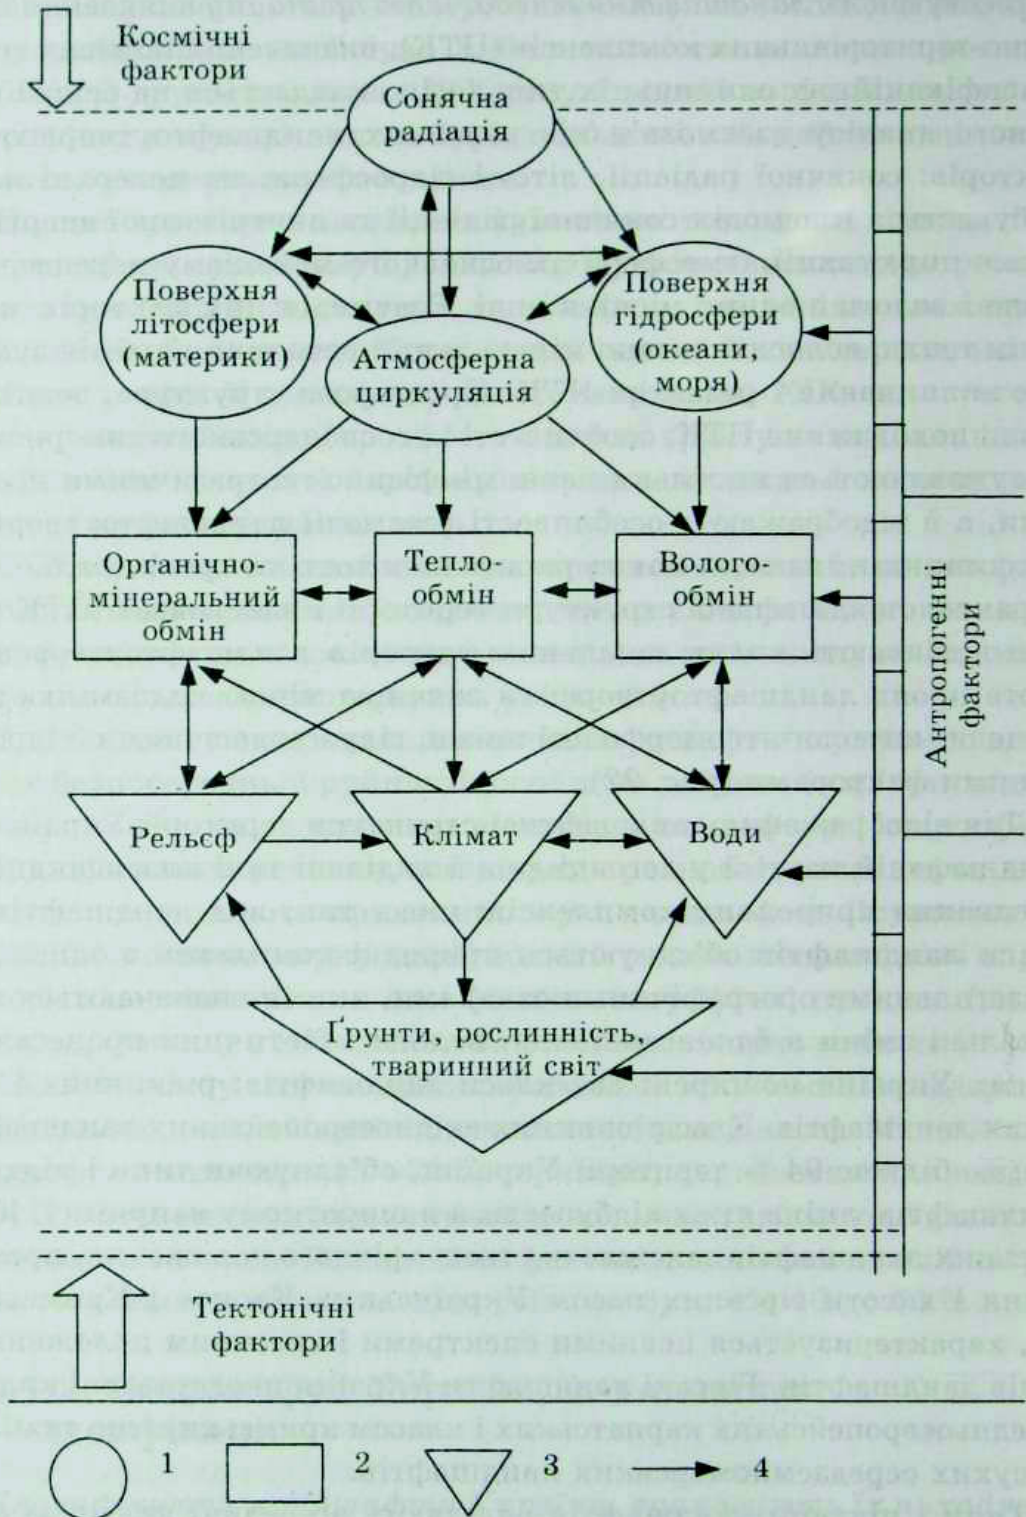 Космічні
фактори
Сонячна
радіація
Поверхня
літосфери
(материки)
Атмосферна
циркуляція
Поверхня
гідросфери
(океани,
моря)
Органічно-
мінеральний
обмін
Тепло-
обмін
Волого-
обмін
Антропогенні
фактори
Рельєф
Клімат
Води
Ґрунти, рослинність,
тваринний світ
Тектонічні
фактори
1
2
3
4